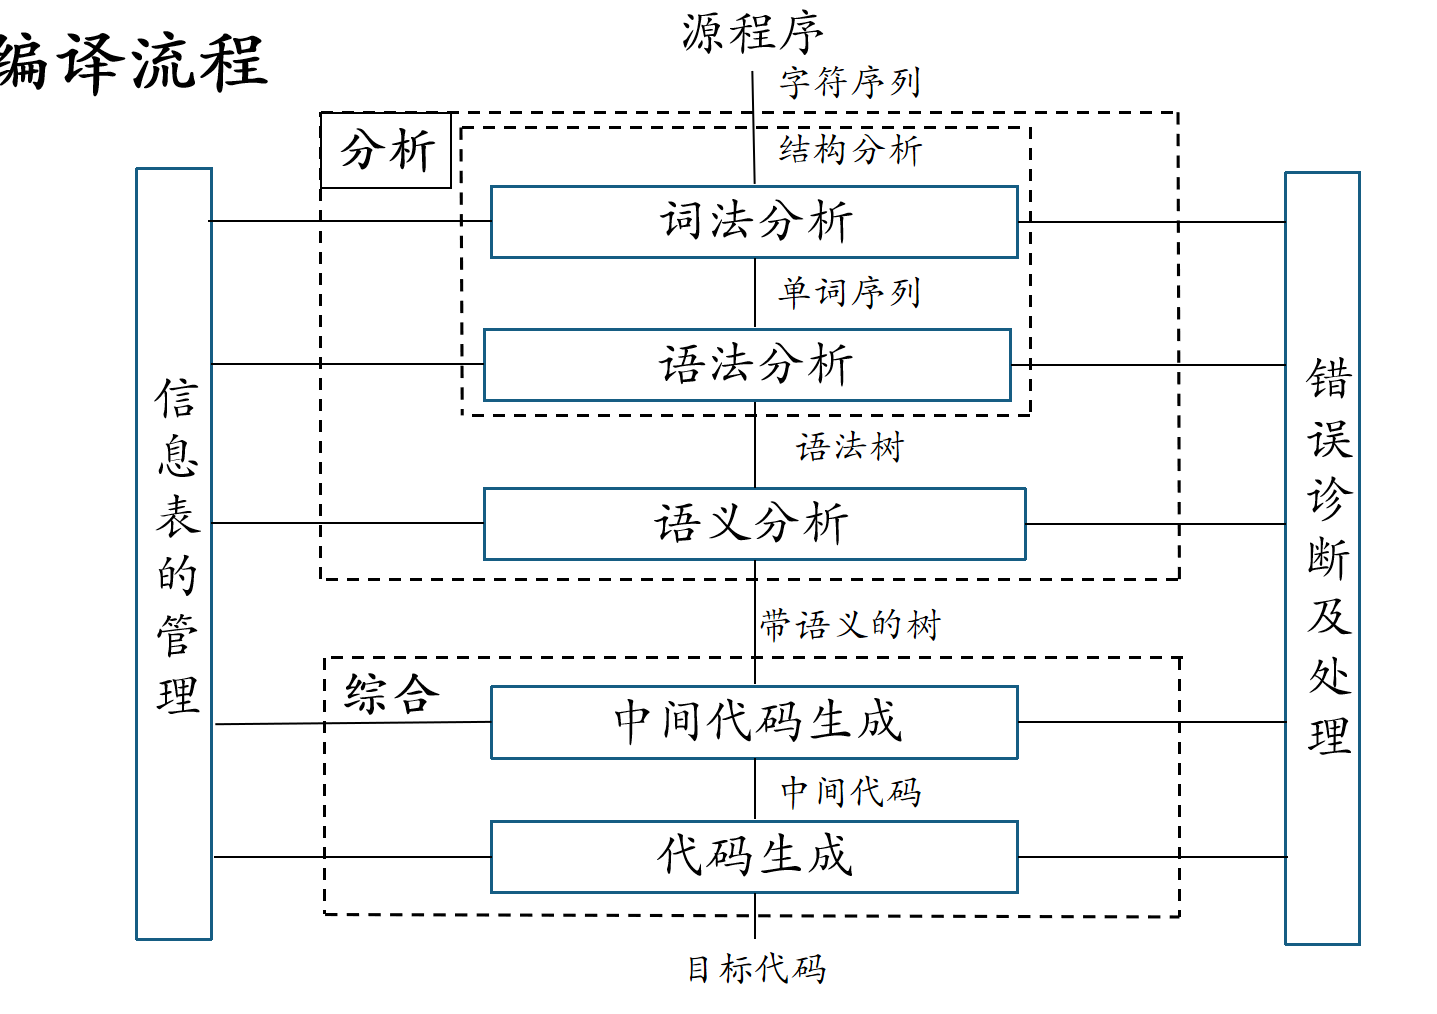 编译流程
源程序
字符序列
分析
结构分析
词法分析
单词序列
语法分析
语法树
语义分析
带语义的树
综合
中间代码生成
中间代码
代码生成
目标代码
信息表的管理
错误诊断及处理